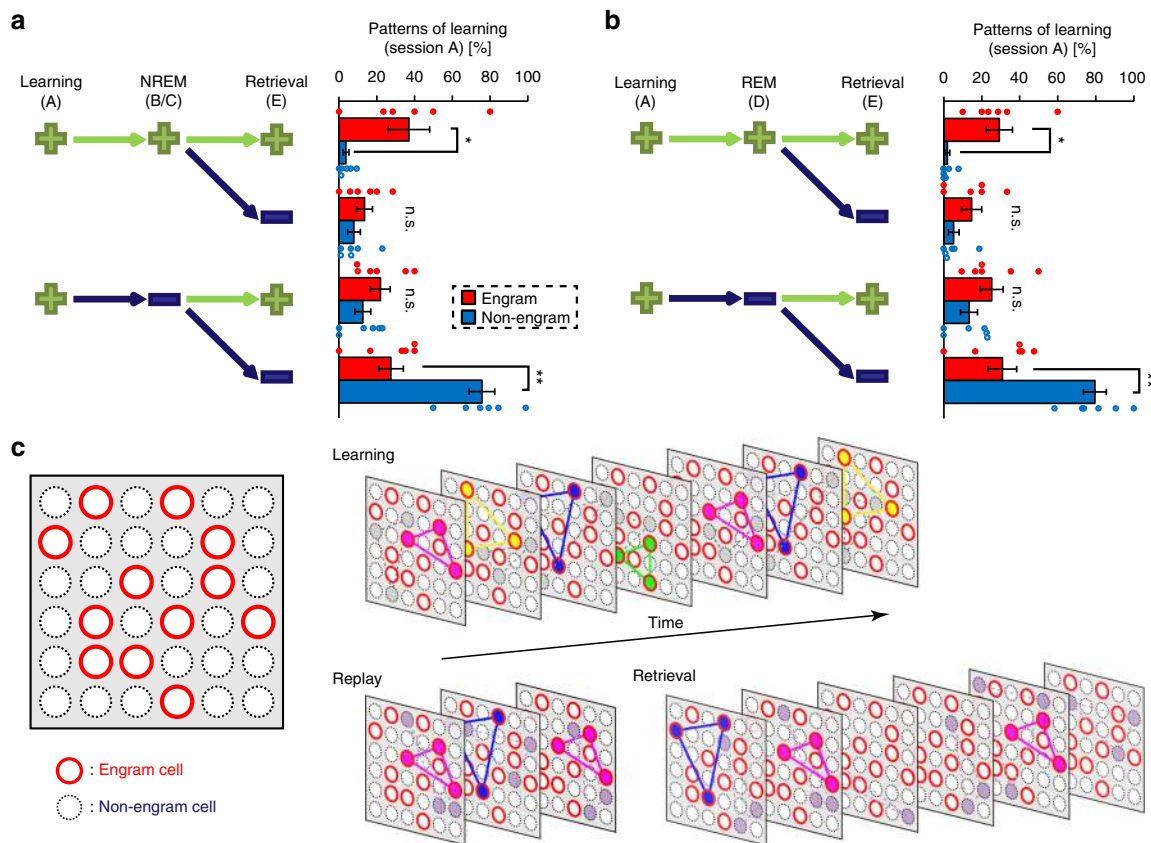 a
Patterns of learning
(session A) [%]
Learning
(A)
NREM
(B/C)
Retrieval
(E)
0 20 40 60 80 100
*
n.s.
n.s.
**
Engram
Non-engram
b
Patterns of learning
(session A) [%]
Learning
(A)
REM
(D)
Retrieval
(E)
0 20 40 60 80 100
*
n.s.
n.s.
**
c
: Engram cell
: Non-engram cell
Learning
Time
Replay
Retrieval